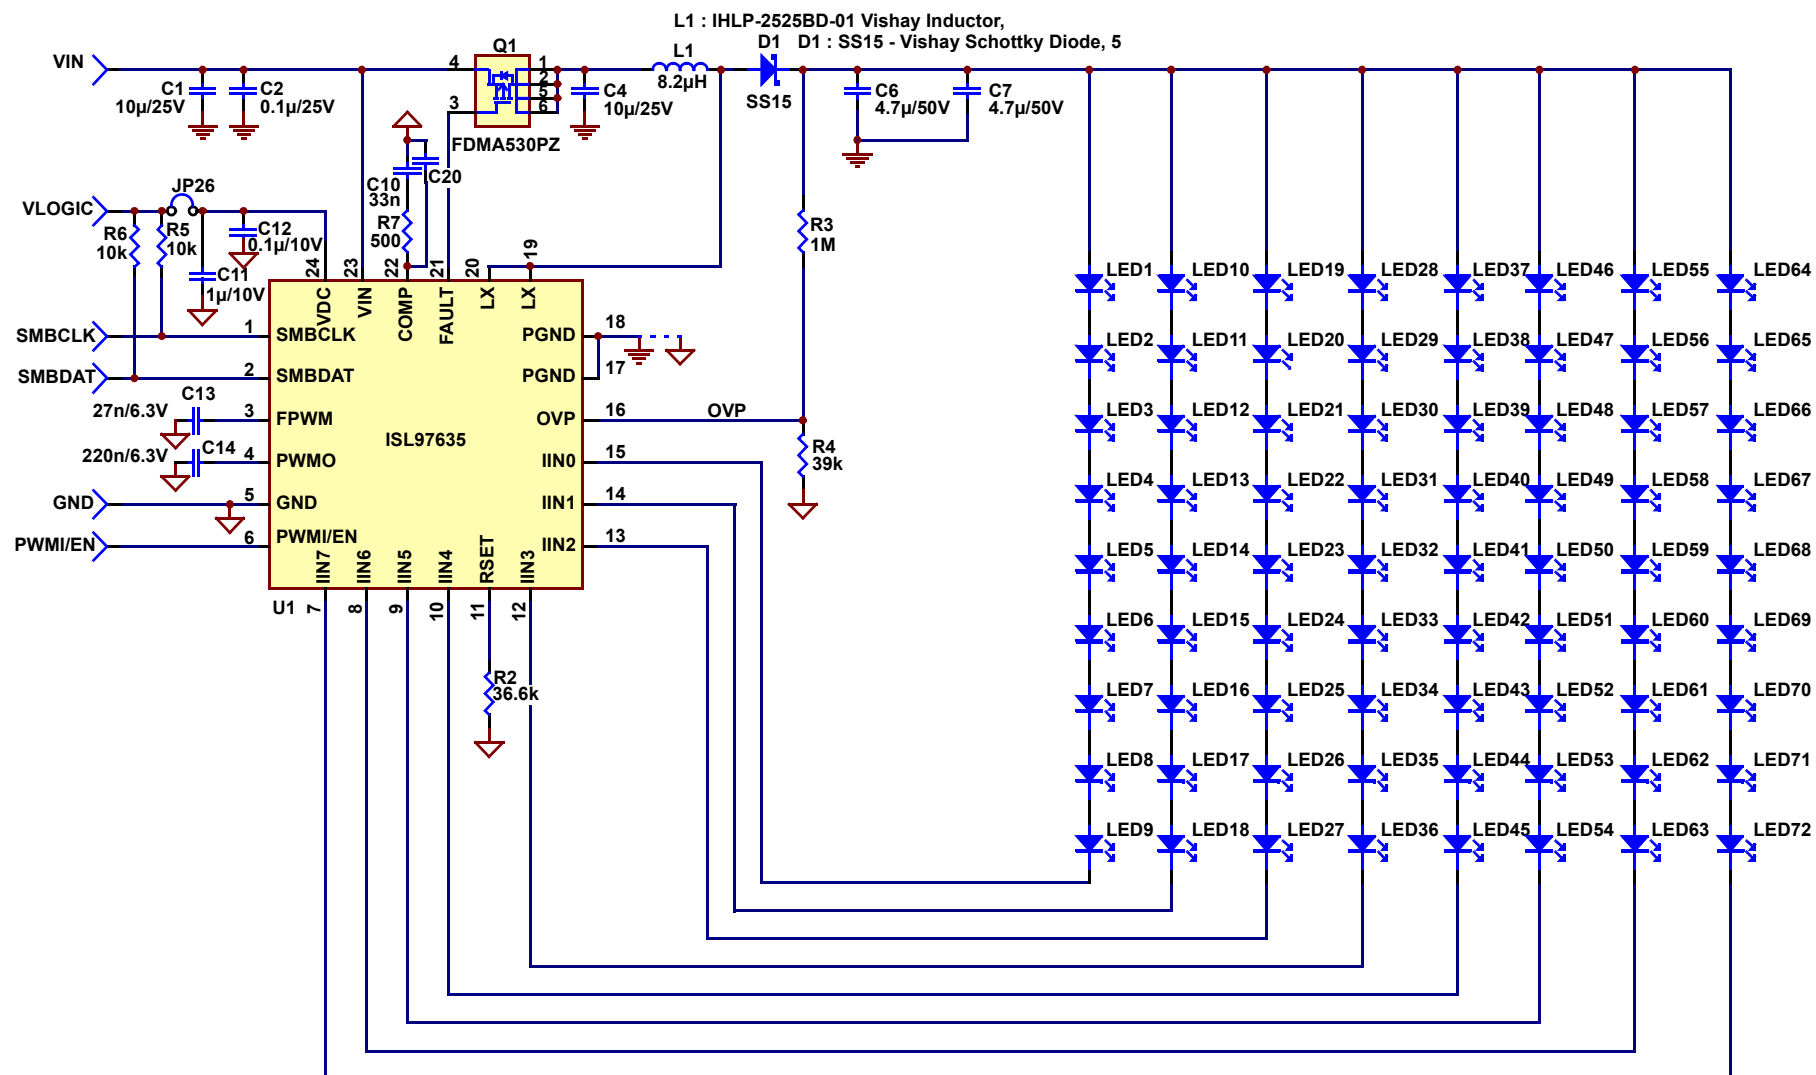 L1 : IHLP-2525BD-01 Vishay Inductor,
D1 : SS15 - Vishay Schottky Diode, 5
VIN
Q1
4
1
2
5
6
3
FDMA530PZ
C1
10µ/25V
C2
0.1µ/25V
C4
10µ/25V
L1
8.2µH
D1
SS15
C6
4.7µ/50V
C7
4.7µ/50V
C10
33n
C20
R7
500
R3
1M
VLOGIC
JP26
R6
10k
R5
10k
C12
0.1µ/10V
C11
1µ/10V
24
23
22
21
20
19
VDC
VIN
COMP
FAULT
LX
LX
SMBCLK
1
SMBCLK
PGND
18
SMBDAT
2
SMBDAT
PGND
17
C13
27n/6.3V
3
FPWM
OVP
16
OVP
ISL97635
C14
220n/6.3V
4
PWMO
IIN0
15
R4
39k
GND
5
GND
IIN1
14
PWMI/EN
6
PWMI/EN
IIN2
13
IIN7
IIN6
IIN5
IIN4
RSET
IIN3
U1
7
8
9
10
11
12
R2
36.6k
LED1 LED10 LED19 LED28 LED37 LED46 LED55 LED64
LED2 LED11 LED20 LED29 LED38 LED47 LED56 LED65
LED3 LED12 LED21 LED30 LED39 LED48 LED57 LED66
LED4 LED13 LED22 LED31 LED40 LED49 LED58 LED67
LED5 LED14 LED23 LED32 LED41 LED50 LED59 LED68
LED6 LED15 LED24 LED33 LED42 LED51 LED60 LED69
LED7 LED16 LED25 LED34 LED43 LED52 LED61 LED70
LED8 LED17 LED26 LED35 LED44 LED53 LED62 LED71
LED9 LED18 LED27 LED36 LED45 LED54 LED63 LED72